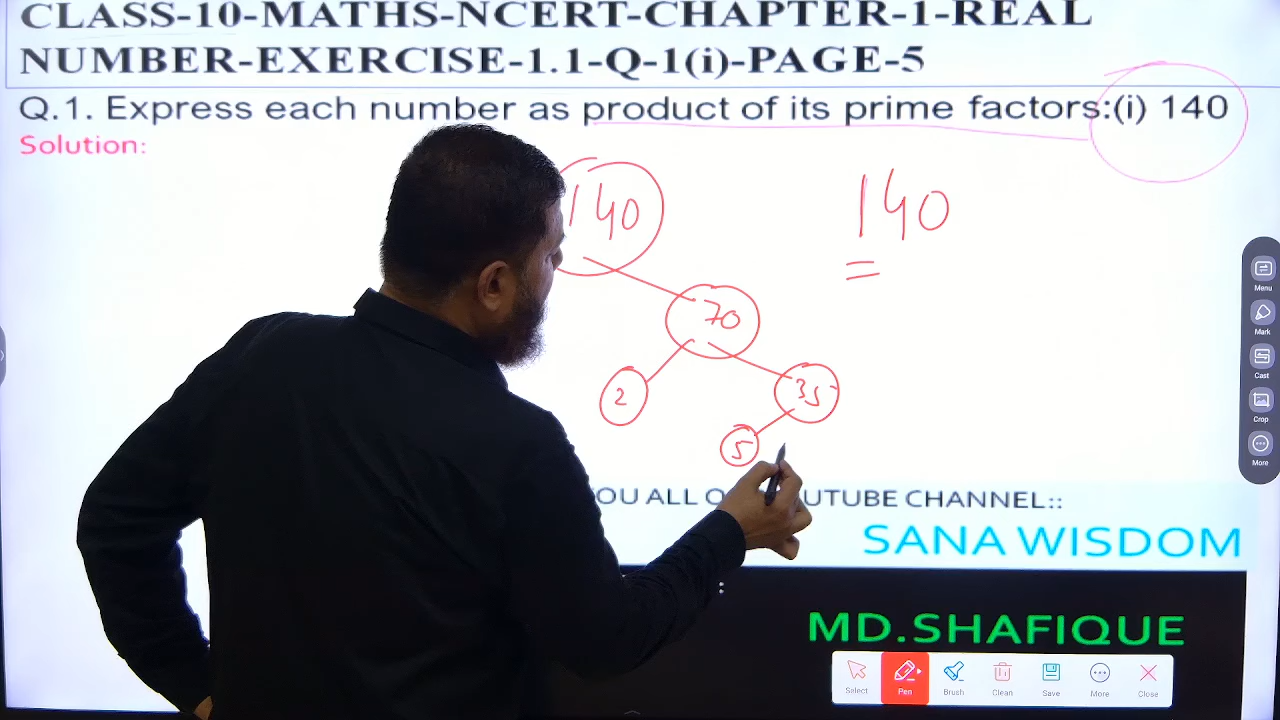 CLASS-10-MATHS-NCERT-CHAPTER-1-REAL
NUMBER-EXERCISE-1.1-Q-1(i)-PAGE-5
Q.1. Express each number as product of its prime factors:(i) 140
Solution:
140
140
=
70
2
35
5
OU ALL O
UTUBE CHANNEL::
SANA WISDOM
MD.SHAFIQUE
Menu
Mark
Cast
Crop
More
Select
Pen
Brush
Clean
Save
More
Close